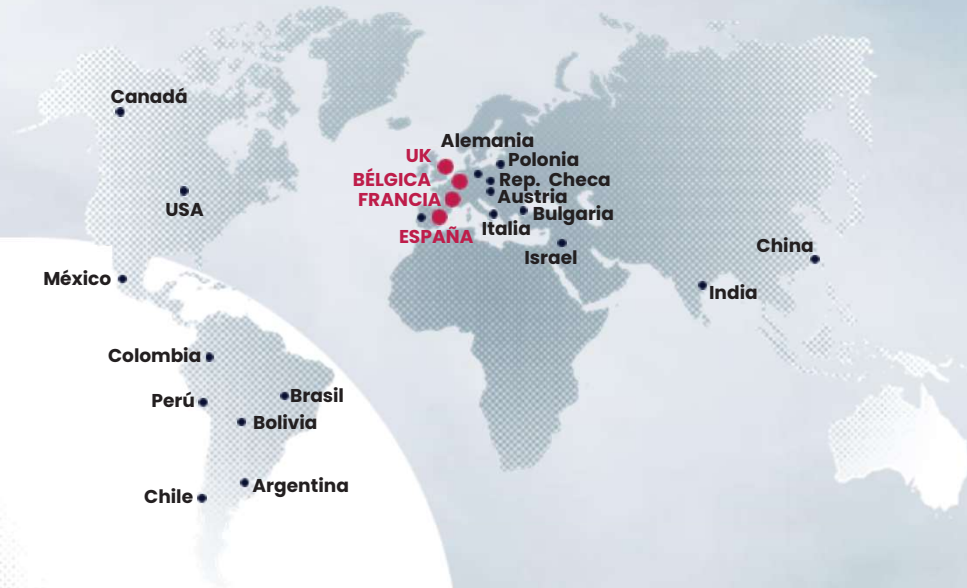 Canadá
USA
México
Colombia
Perú
Brasil
Bolivia
Argentina
Chile
Alemania
UK
Polonia
BÉLGICA
Rep. Checa
FRANCIA
Austria
Bulgaria
Italia
ESPAÑA
Israel
China
India